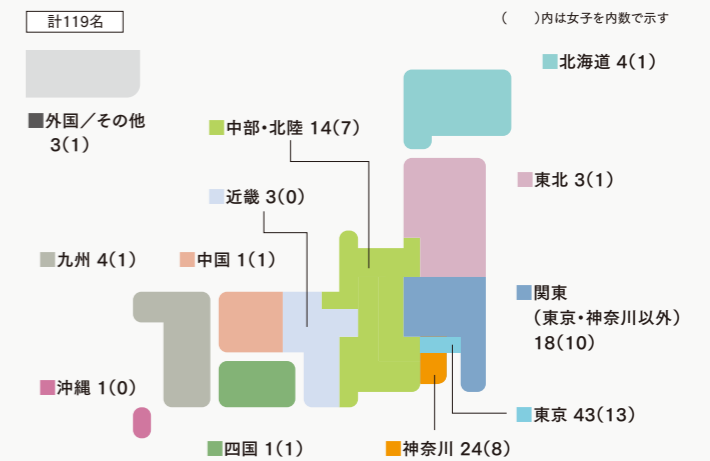 計119名
（　　）内は女子を内数で示す
北海道 4（1）
外国／その他
3（1）
中部・北陸 14（7）
東北 3（1）
近畿 3（0）
九州 4（1）
中国 1（1）
関東
（東京・神奈川以外）
18（10）
沖縄 1（0）
東京 43（13）
四国 1（1）
神奈川 24（8）